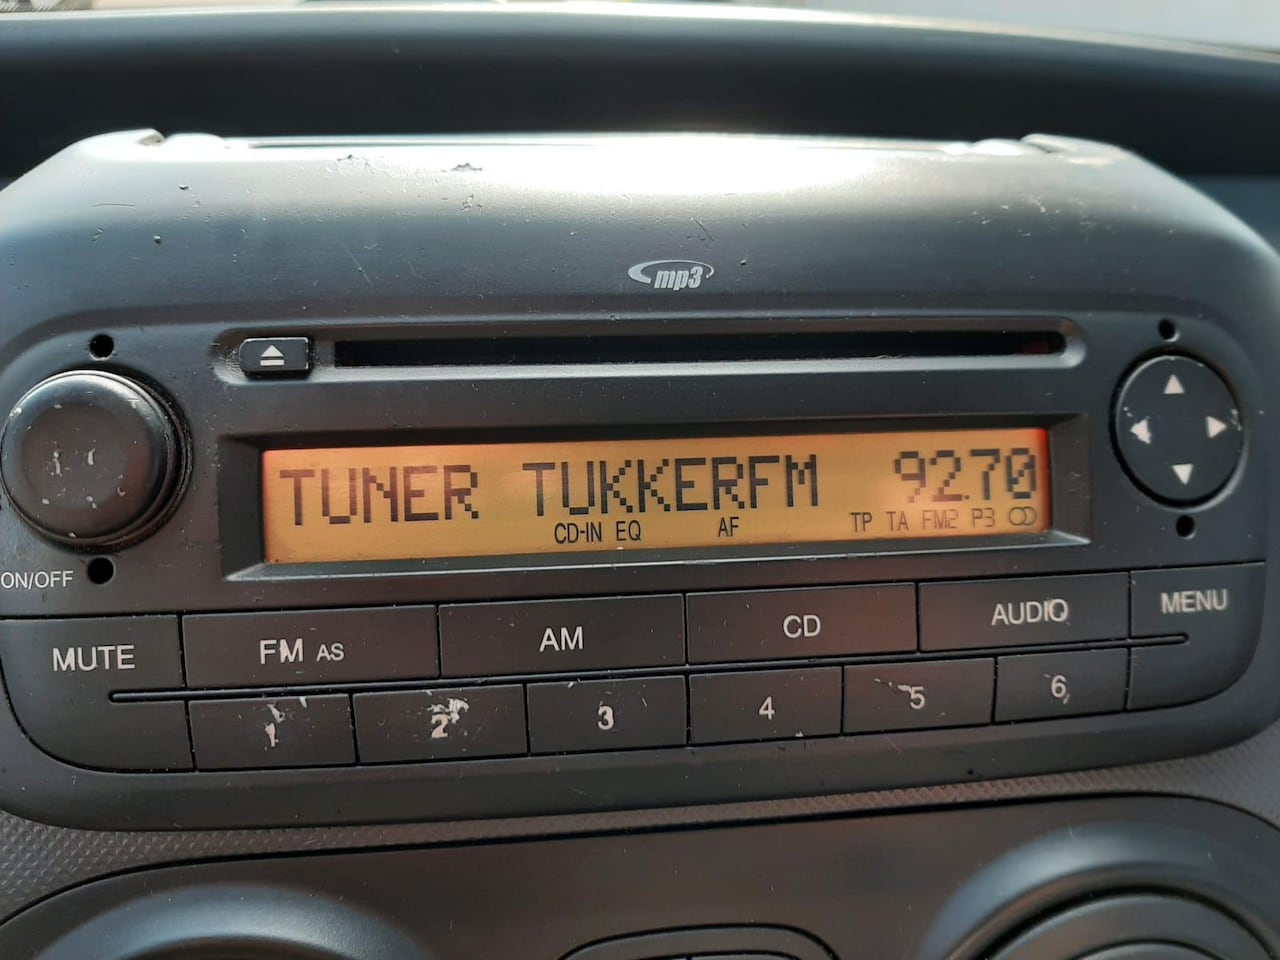 mp3
TUNER TUKKERFM 92.70
CD-IN EQ AF TP TA FM2 P3
ON/OFF
MUTE FM AS AM CD AUDIO MENU
1 2 3 4 5 6